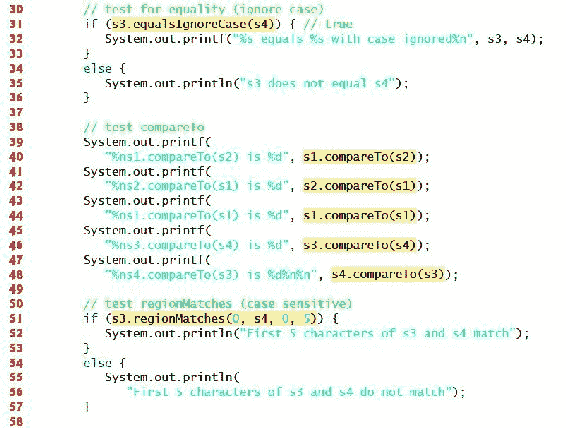 30 // test for equality (ignore case)
31 if (s3.equalsIgnoreCase(s4)) { // true
32 System.out.printf("%s equals %s with case ignored%n", s3, s4);
33 }
34 else {
35 System.out.println("s3 does not equal s4");
36 }
37
38 // test compareTo
39 System.out.printf(
40 "%ns1.compareTo(s2) is %d", s1.compareTo(s2));
41 System.out.printf(
42 "%ns2.compareTo(s1) is %d", s2.compareTo(s1));
43 System.out.printf(
44 "%ns1.compareTo(s1) is %d", s1.compareTo(s1));
45 System.out.printf(
46 "%ns3.compareTo(s4) is %d", s3.compareTo(s4));
47 System.out.printf(
48 "%ns4.compareTo(s3) is %d%n%n", s4.compareTo(s3));
49
50 // test regionMatches (case sensitive)
51 if (s3.regionMatches(0, s4, 0, 5)) {
52 System.out.println("First 5 characters of s3 and s4 match");
53 }
54 else {
55 System.out.println(
56 "First 5 characters of s3 and s4 do not match");
57 }
58